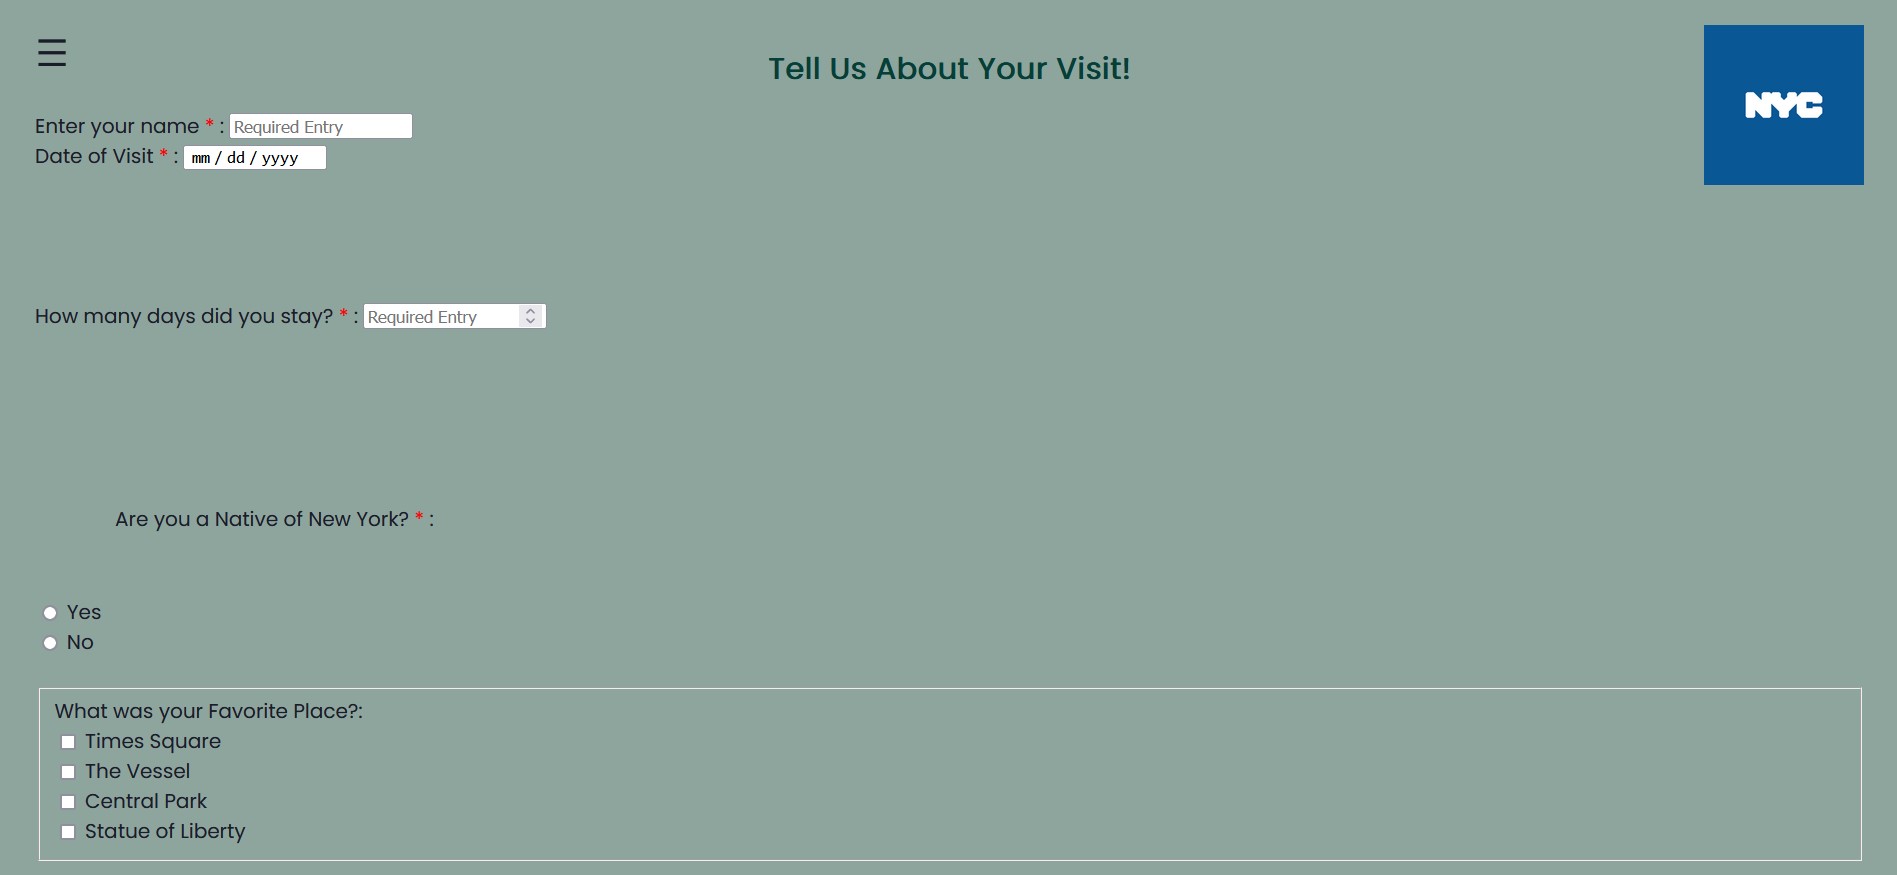 Tell Us About Your Visit!
NYC
Enter your name * : Required Entry
Date of Visit * : mm / dd / yyyy
How many days did you stay? * : Required Entry
Are you a Native of New York? * :
Yes
No
What was your Favorite Place?:
Times Square
The Vessel
Central Park
Statue of Liberty